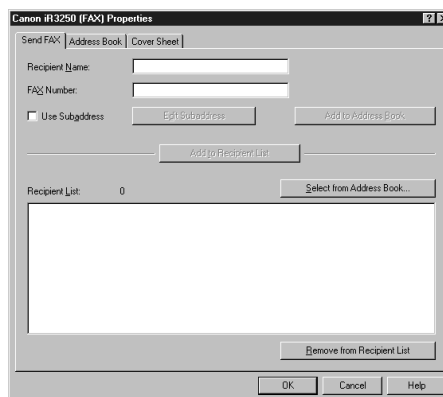 Canon iR3250 (FAX) Properties
Send FAX Address Book Cover Sheet
Recipient Name:
FAX Number:
Use Subaddress Edit Subaddress Add to Address Book
Add to Recipient List
Recipient List: 0 Select from Address Book...
Remove from Recipient List
OK Cancel Help